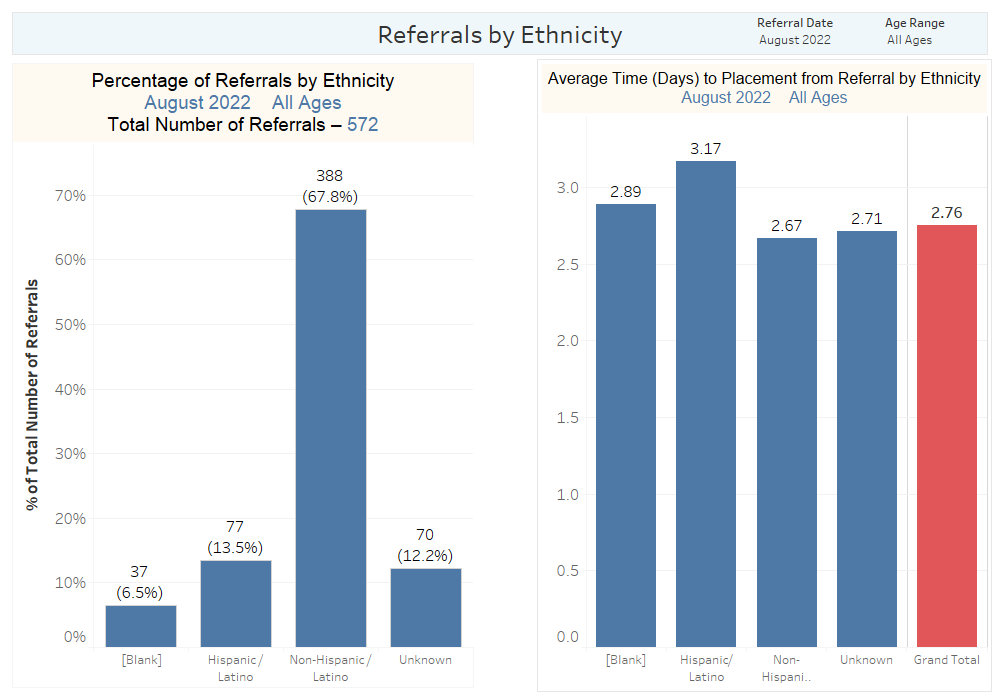 Referrals by Ethnicity
Referral Date
August 2022
Age Range
All Ages
Percentage of Referrals by Ethnicity
August 2022 All Ages
Total Number of Referrals – 572
% of Total Number of Referrals
70%
60%
50%
40%
30%
20%
10%
0%
37
(6.5%)
77
(13.5%)
388
(67.8%)
70
(12.2%)
[Blank]
Hispanic/
Latino
Non-Hispanic/
Latino
Unknown
Average Time (Days) to Placement from Referral by Ethnicity
August 2022 All Ages
3.0
2.5
2.0
1.5
1.0
0.5
0.0
2.89
3.17
2.67
2.71
2.76
[Blank]
Hispanic/
Latino
Non-
Hispani..
Unknown
Grand Total